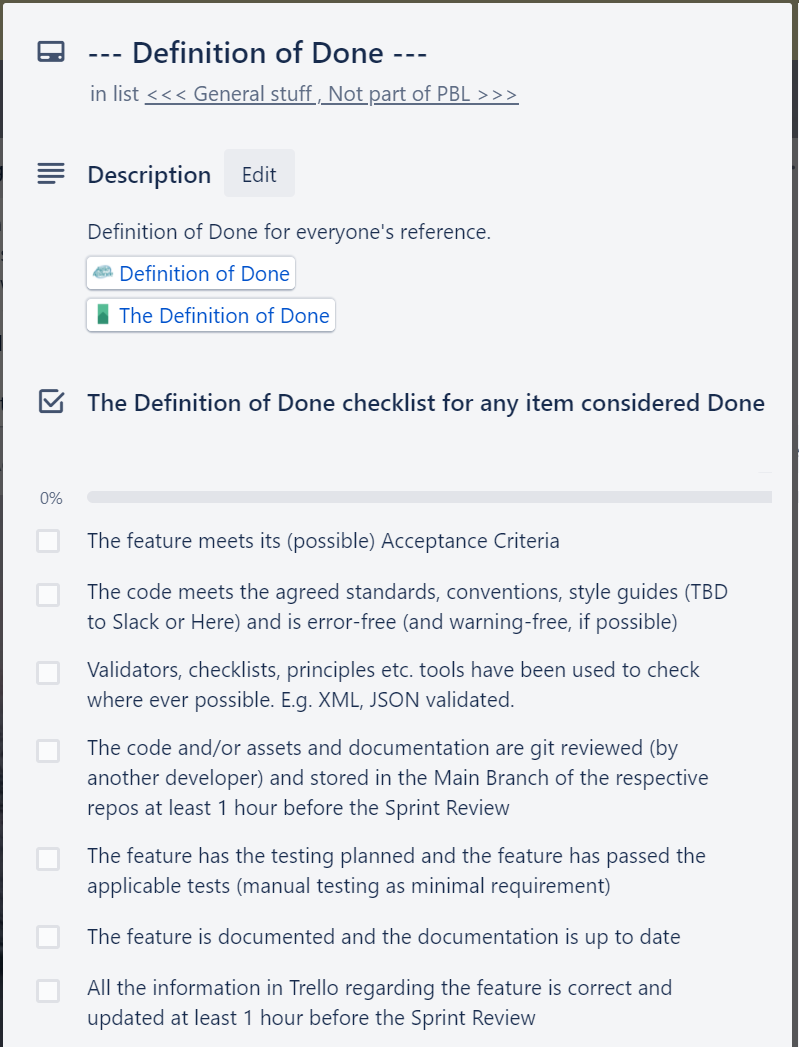 --- Definition of Done ---
in list <<< General stuff , Not part of PBL >>>
Description Edit
Definition of Done for everyone's reference.
Definition of Done
The Definition of Done
The Definition of Done checklist for any item considered Done
0%
The feature meets its (possible) Acceptance Criteria
The code meets the agreed standards, conventions, style guides (TBD
to Slack or Here) and is error-free (and warning-free, if possible)
Validators, checklists, principles etc. tools have been used to check
where ever possible. E.g. XML, JSON validated.
The code and/or assets and documentation are git reviewed (by
another developer) and stored in the Main Branch of the respective
repos at least 1 hour before the Sprint Review
The feature has the testing planned and the feature has passed the
applicable tests (manual testing as minimal requirement)
The feature is documented and the documentation is up to date
All the information in Trello regarding the feature is correct and
updated at least 1 hour before the Sprint Review